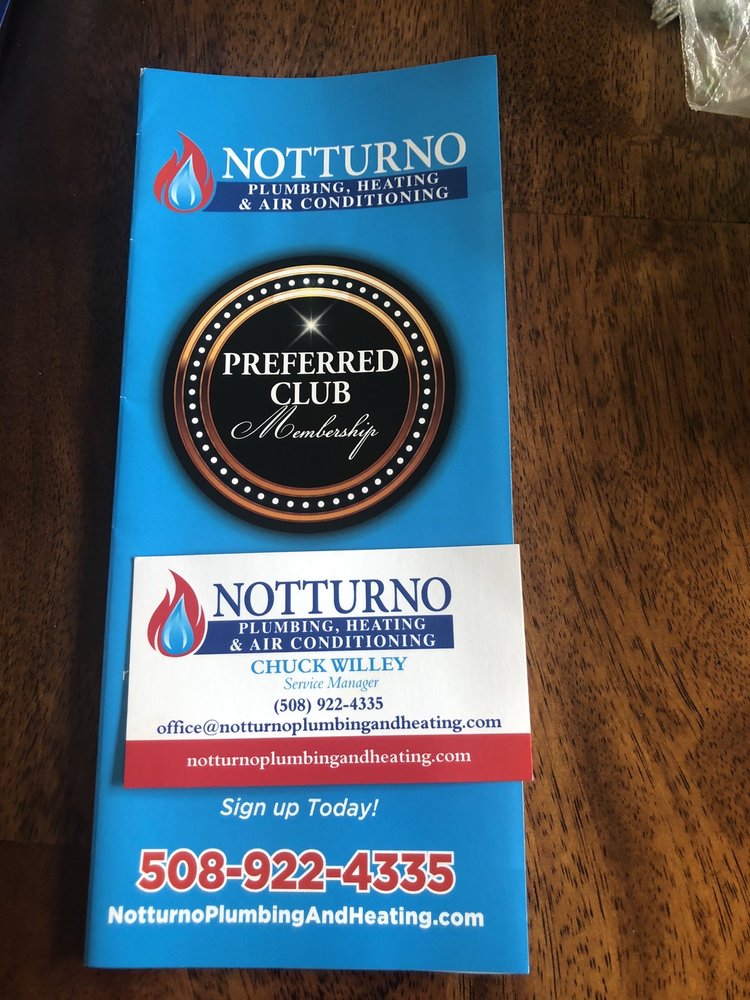 NOTTURNO
PLUMBING, HEATING
& AIR CONDITIONING
PREFERRED
CLUB
Membership
NOTTURNO
PLUMBING, HEATING
& AIR CONDITIONING
CHUCK WILLEY
Service Manager
(508) 922-4335
office@notturnoplumbingandheating.com
notturnoplumbingandheating.com
Sign up Today!
508-922-4335
NotturnoPlumbingAndHeating.com